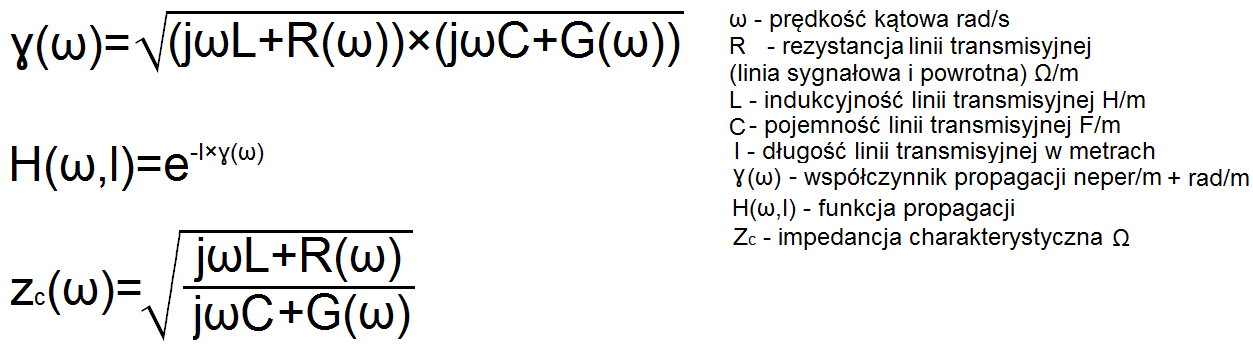 ɣ(ω)=√(jωL+R(ω))×(jωC+G(ω))
H(ω,l)=e^-l×ɣ(ω)
zc(ω)=√(jωL+R(ω))/(jωC+G(ω))
ω - prędkość kątowa rad/s
R - rezystancja linii transmisyjnej
(linia sygnałowa i powrotna) Ω/m
L - indukcyjność linii transmisyjnej H/m
C - pojemność linii transmisyjnej F/m
l - długość linii transmisyjnej w metrach
ɣ(ω) - współczynnik propagacji neper/m + rad/m
H(ω,l) - funkcja propagacji
Zc - impedancja charakterystyczna Ω